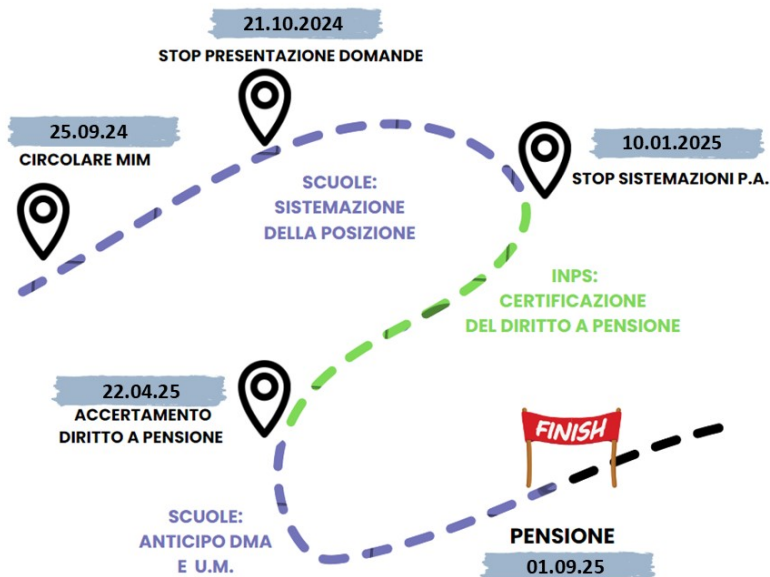 21.10.2024
STOP PRESENTAZIONE DOMANDE
25.09.24
CIRCOLARE MIM
10.01.2025
STOP SISTEMAZIONI P.A.
SCUOLE:
SISTEMAZIONE
DELLA POSIZIONE
INPS:
CERTIFICAZIONE
DEL DIRITTO A PENSIONE
22.04.25
ACCERTAMENTO
DIRITTO A PENSIONE
FINISH
SCUOLE:
ANTICIPO DMA
E U.M.
PENSIONE
01.09.25